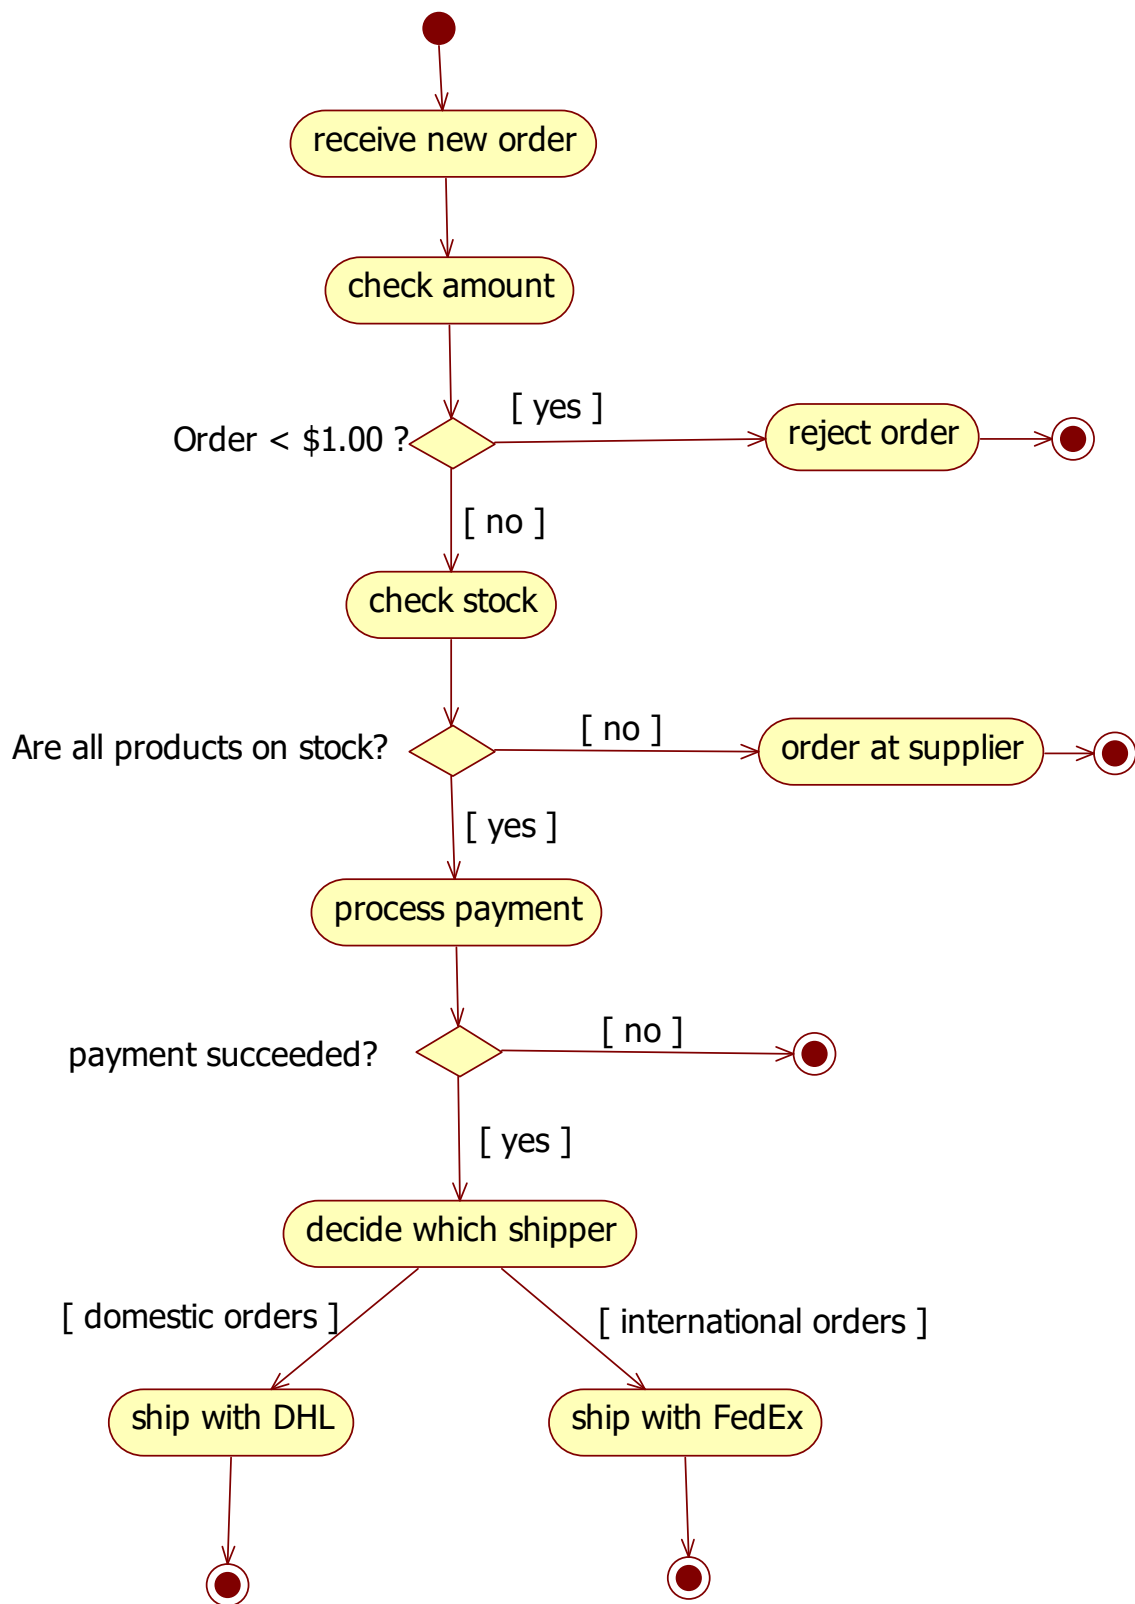 receive new order
check amount
[ yes ]
Order < $1.00 ?
reject order
[ no ]
check stock
[ no ]
Are all products on stock?
order at supplier
[ yes ]
process payment
[ no ]
payment succeeded?
[ yes ]
decide which shipper
[ domestic orders ]
[ international orders ]
ship with DHL
ship with FedEx